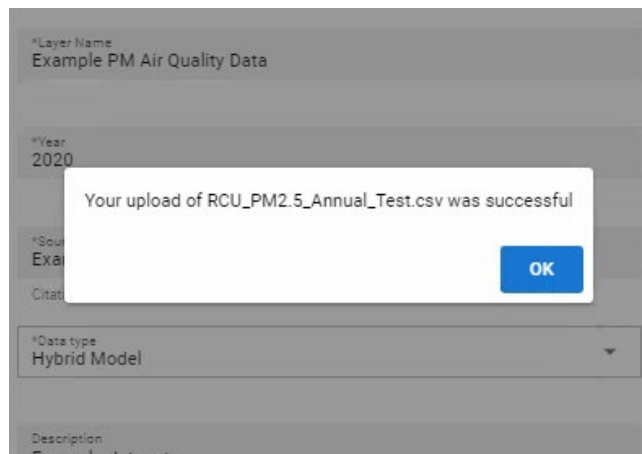 *Layer Name
Example PM Air Quality Data
*Year
2020
Your upload of RCU_PM2.5_Annual_Test.csv was successful
OK
*Data type
Hybrid Model
Description